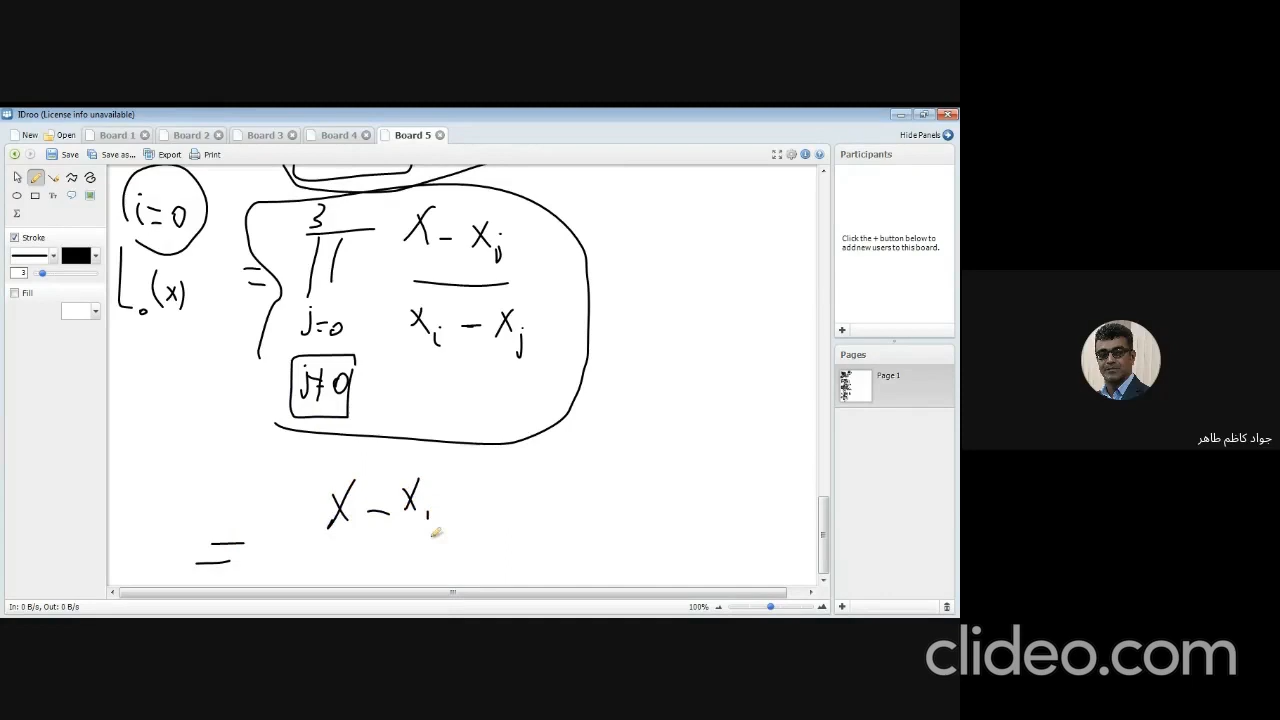 IDroo (License info unavailable)
New Open Board 1 Board 2 Board 3 Board 4 Board 5 Hide Panels
Save Save as... Export Print
Participants
Click the + button below to
add new users to this board.
Stroke
3
Fill
i=0
L₀(x) = 3 ∏ j=0 j≠0
X - Xj
Xi - Xj
= X - X1
Pages
Page 1
جواد كاظم طاهر
In: 0 B/s, Out: 0 B/s 100%
clideo.com